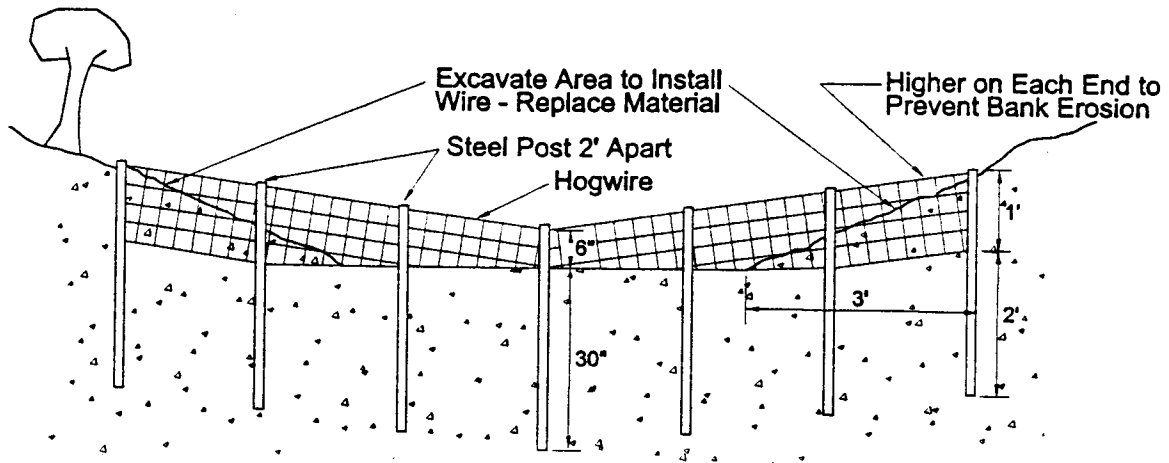 Excavate Area to Install
Wire - Replace Material
Higher on Each End to
Prevent Bank Erosion
Steel Post 2' Apart
Hogwire
1'
6"
3'
2'
30"